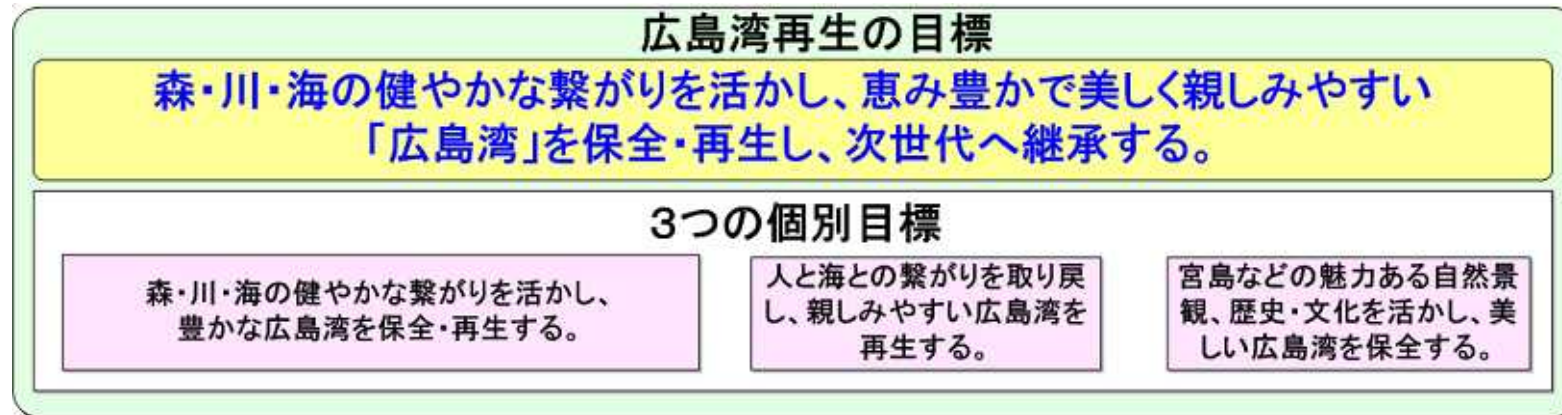 広島湾再生の目標
森・川・海の健やかな繋がりを活かし、恵み豊かで美しく親しみやすい
「広島湾」を保全・再生し、次世代へ継承する。
3つの個別目標
森・川・海の健やかな繋がりを活かし、
豊かな広島湾を保全・再生する。
人と海との繋がりを取り戻
し、親しみやすい広島湾を
再生する。
宮島などの魅力ある自然景
観、歴史・文化を活かし、美
しい広島湾を保全する。